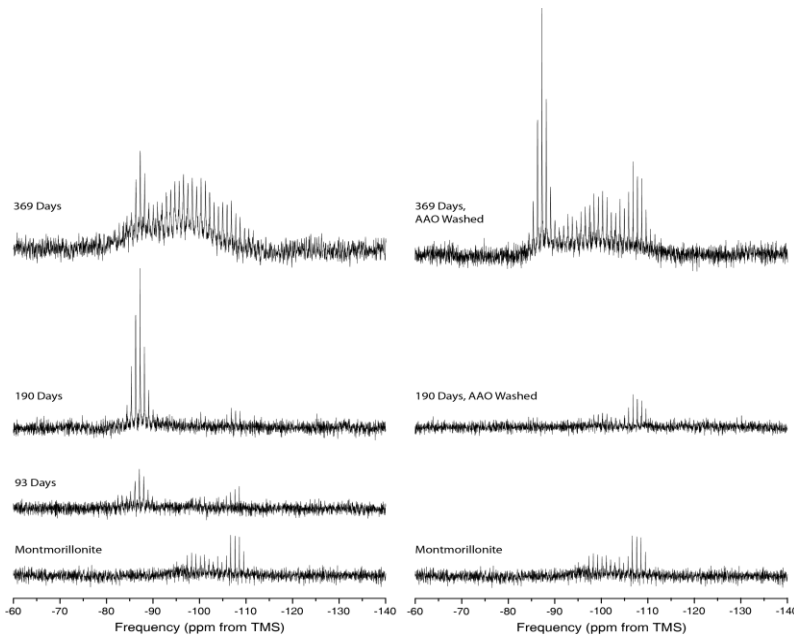 369 Days
190 Days
93 Days
Montmorillonite
-60 -70 -80 -90 -100 -110 -120 -130 -140
Frequency (ppm from TMS)
369 Days,
AAO Washed
190 Days, AAO Washed
Montmorillonite
-60 -70 -80 -90 -100 -110 -120 -130 -140
Frequency (ppm from TMS)